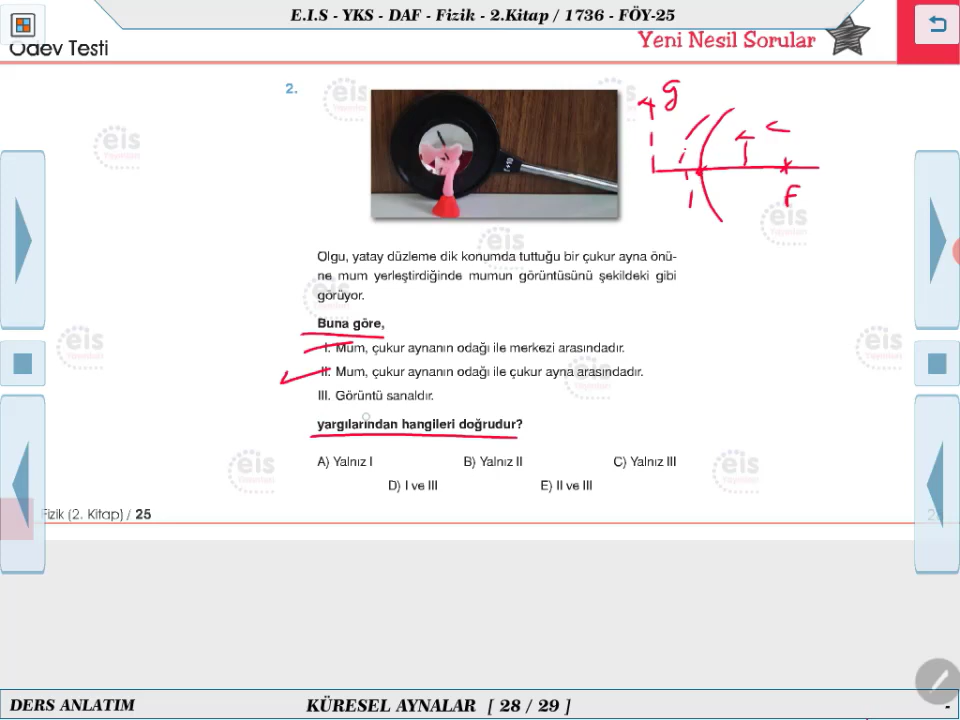 E.I.S - YKS - DAF - Fizik - 2.Kitap / 1736 - FÖY-25
Ödev Testi
Yeni Nesil Sorular
2.
eis
Yayınları
G
C
F
Olgu, yatay düzleme dik konumda tuttuğu bir çukur ayna önü-
ne mum yerleştirdiğinde mumun görüntüsünü şekildeki gibi
görüyor.
Buna göre,
I. Mum, çukur aynanın odağı ile merkezi arasındadır.
II. Mum, çukur aynanın odağı ile çukur ayna arasındadır.
III. Görüntü sanaldır.
yargılarından hangileri doğrudur?
A) Yalnız I
B) Yalnız II
C) Yalnız III
D) I ve III
E) II ve III
Fizik (2. Kitap) / 25
DERS ANLATIM
KÜRESEL AYNALAR [ 28 / 29 ]
-